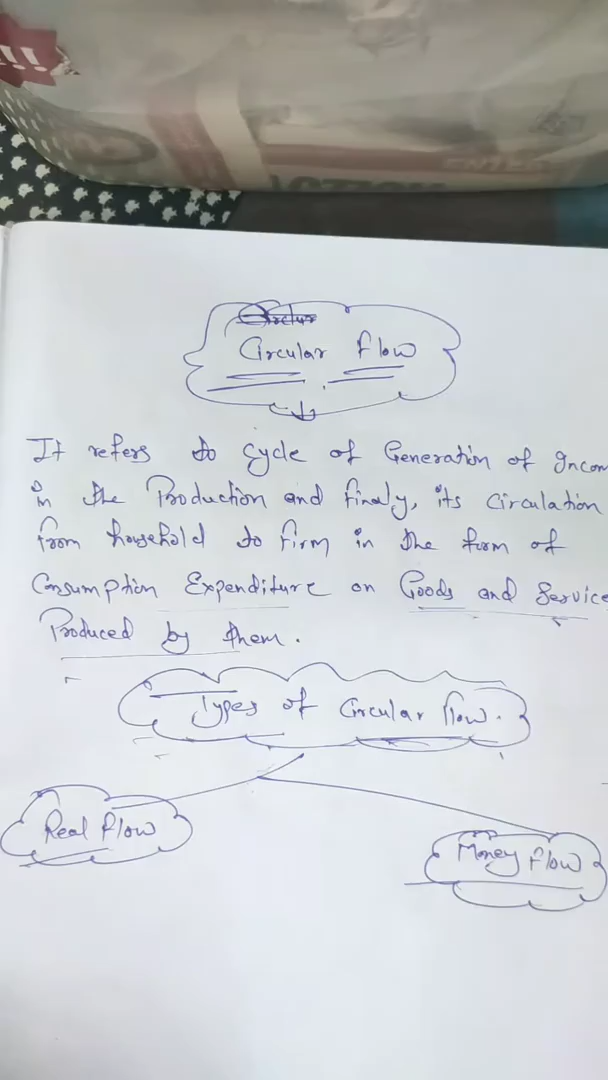 !!!
Circular flow
It refers to Cycle of Generation of Incom
in the Production and finaly, its Circulation
from household to firm in the form of
Consumption Expenditure on Goods and Service
Produced by them.
Types of Circular flow.
Real flow
Money flow